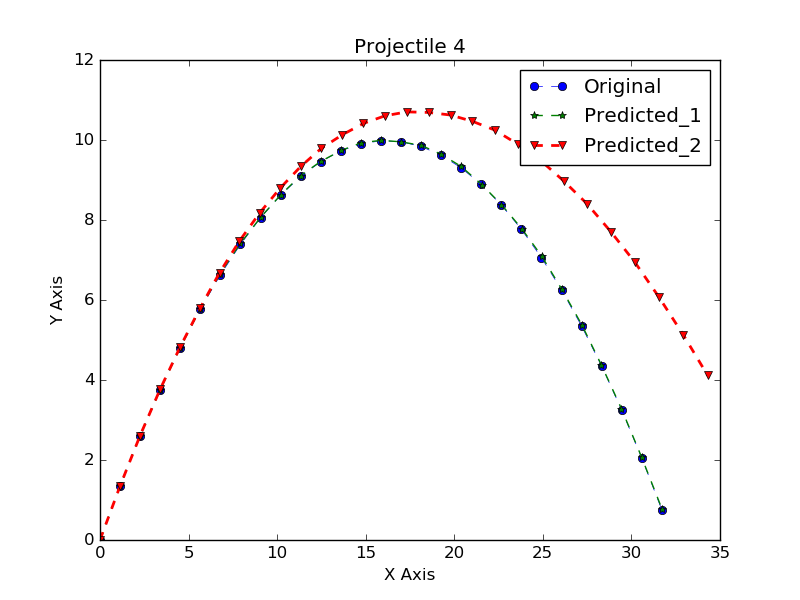 Projectile 4
Original
Predicted_1
Predicted_2
Y Axis
12
10
8
6
4
2
0
0 5 10 15 20 25 30 35
X Axis